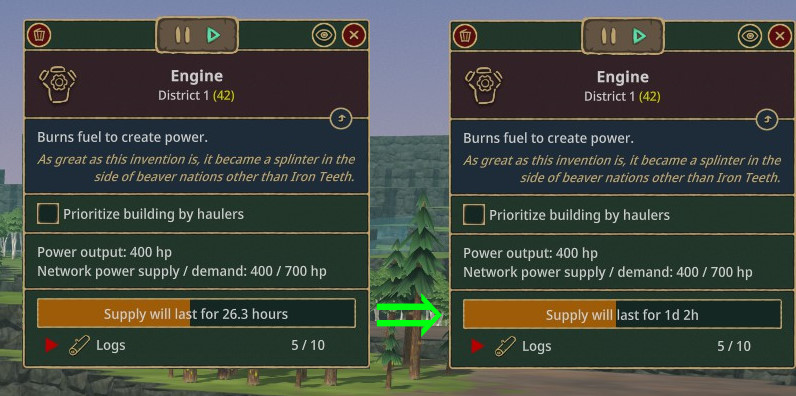 Engine
District 1 (42)
Burns fuel to create power.
As great as this invention is, it became a splinter in the
side of beaver nations other than Iron Teeth.
Prioritize building by haulers
Power output: 400 hp
Network power supply / demand: 400 / 700 hp
Supply will last for 26.3 hours
Logs 5 / 10
Engine
District 1 (42)
Burns fuel to create power.
As great as this invention is, it became a splinter in the
side of beaver nations other than Iron Teeth.
Prioritize building by haulers
Power output: 400 hp
Network power supply / demand: 400 / 700 hp
Supply will last for 1d 2h
Logs 5 / 10